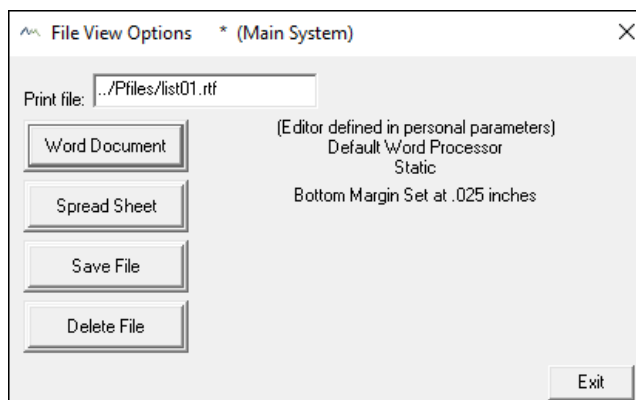 File View Options * (Main System)
Print file: ../Pfiles/list01.rtf
Word Document
(Editor defined in personal parameters)
Default Word Processor
Static
Spread Sheet
Bottom Margin Set at .025 inches
Save File
Delete File
Exit